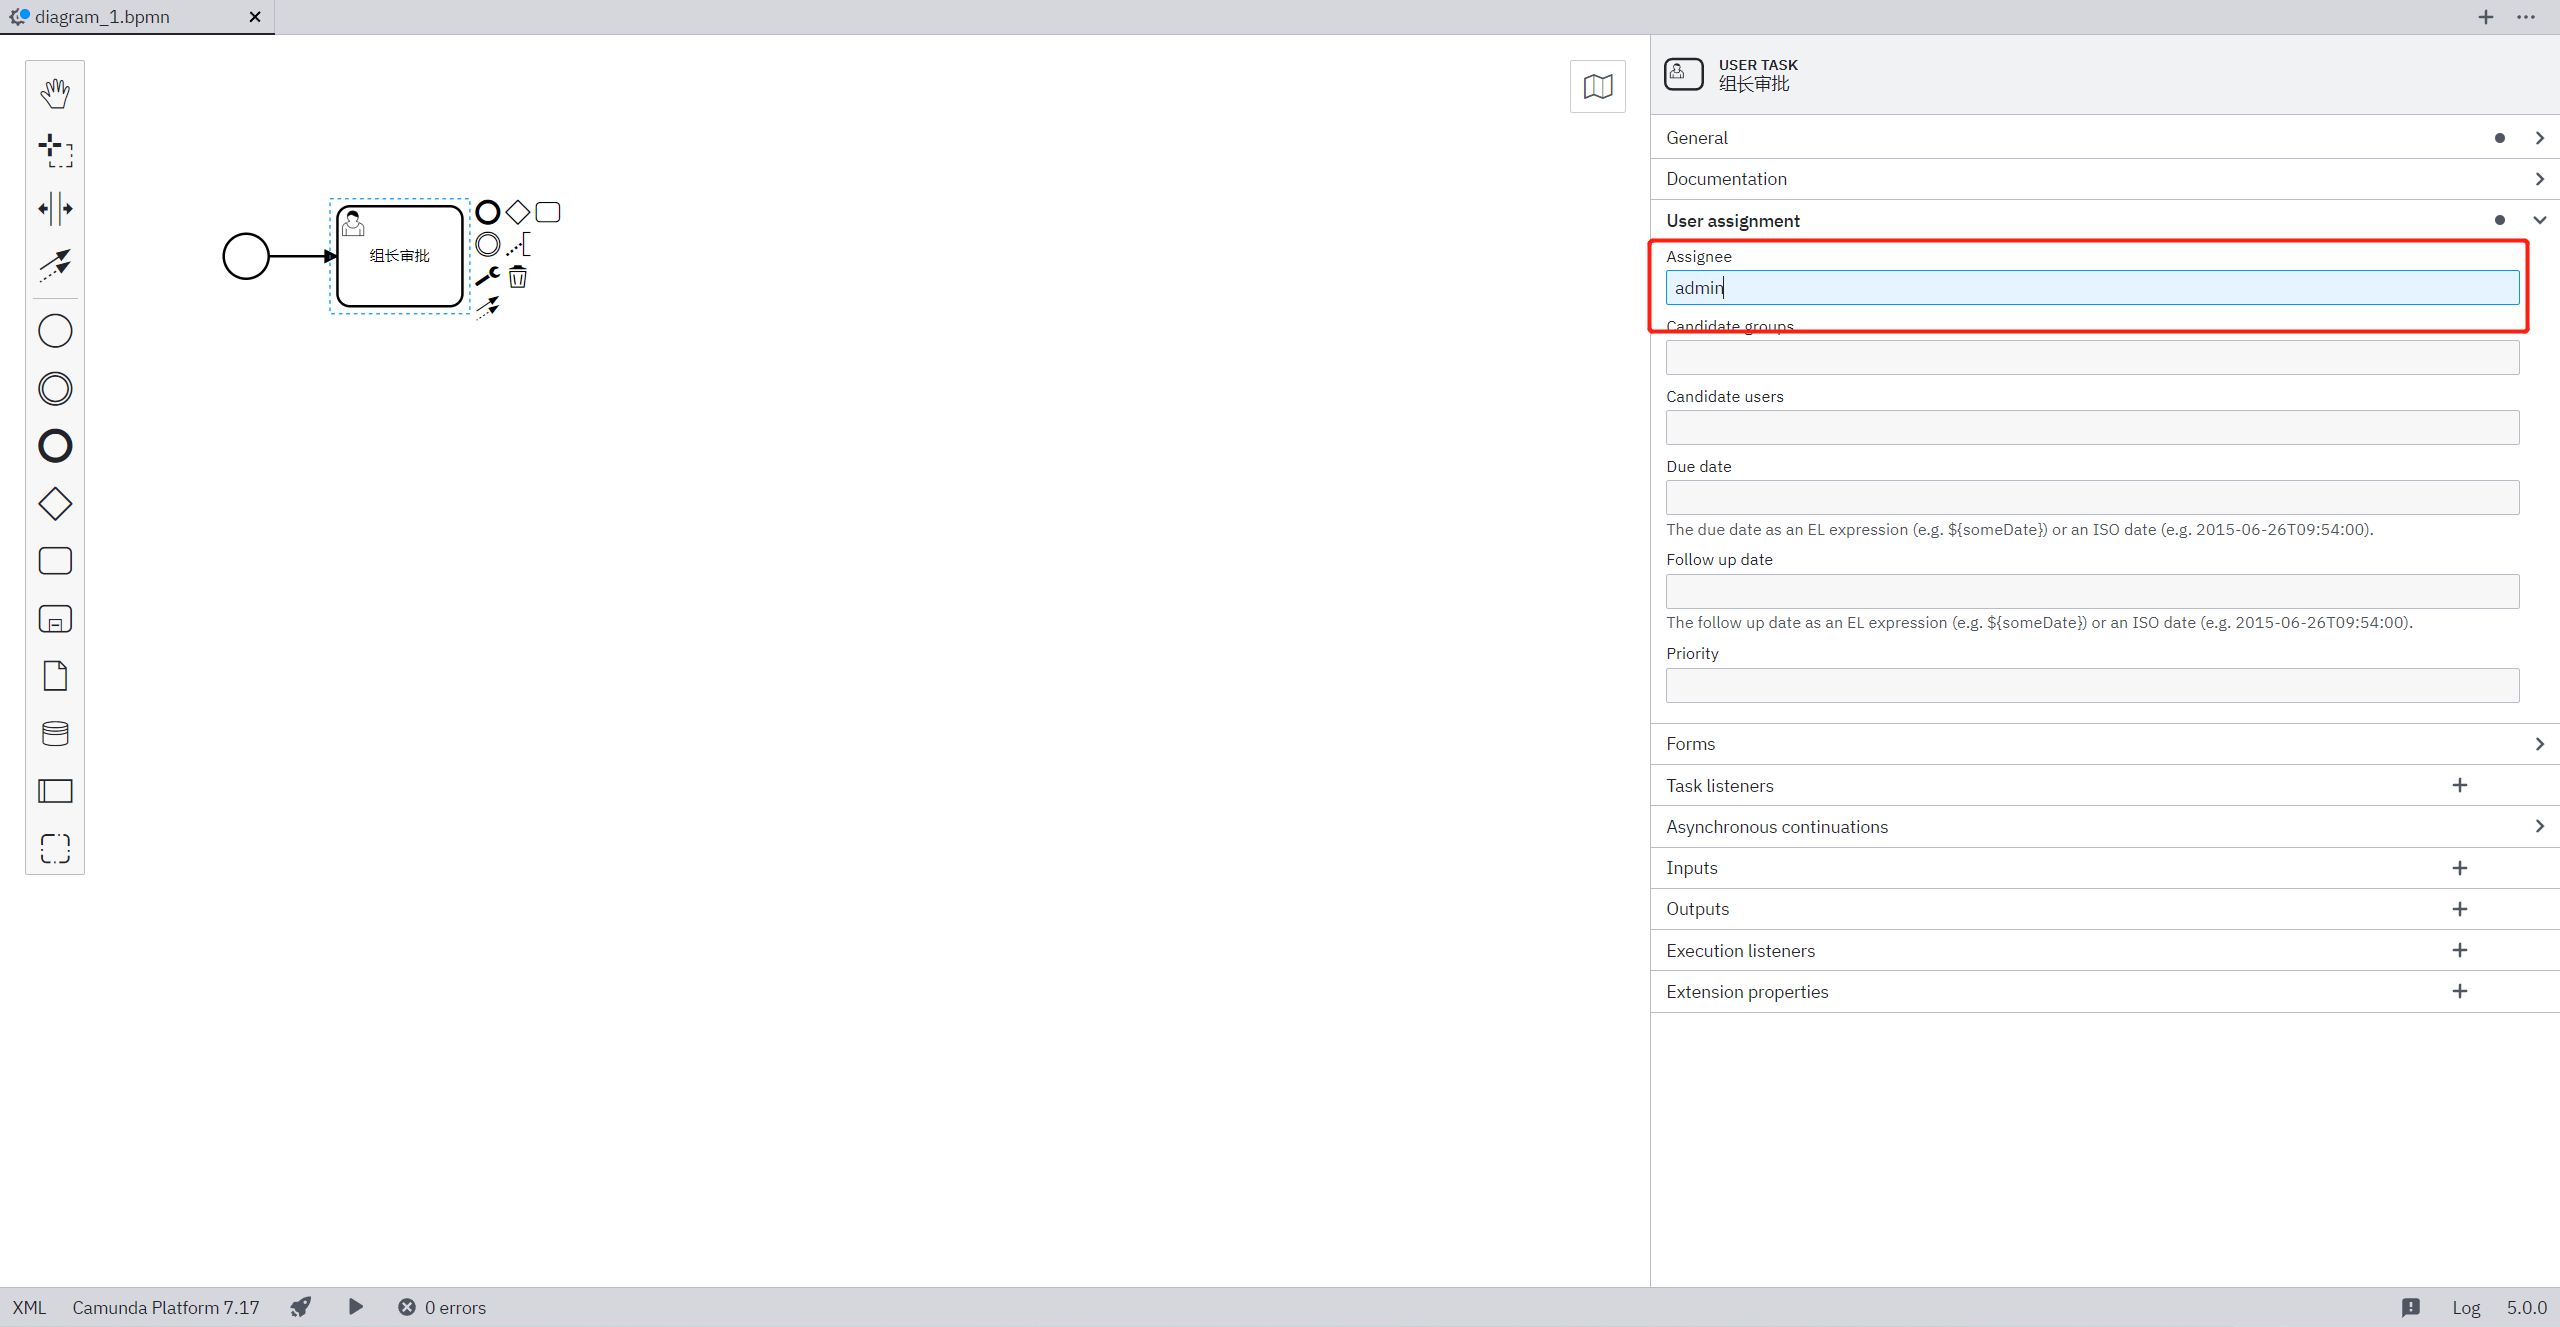 diagram_1.bpmn
USER TASK
组长审批
General
Documentation
User assignment
Assignee
admin
Candidate groups
Candidate users
Due date
The due date as an EL expression (e.g. ${someDate}) or an ISO date (e.g. 2015-06-26T09:54:00).
Follow up date
The follow up date as an EL expression (e.g. ${someDate}) or an ISO date (e.g. 2015-06-26T09:54:00).
Priority
Forms
Task listeners
Asynchronous continuations
Inputs
Outputs
Execution listeners
Extension properties
组长审批
XML Camunda Platform 7.17 0 errors Log 5.0.0